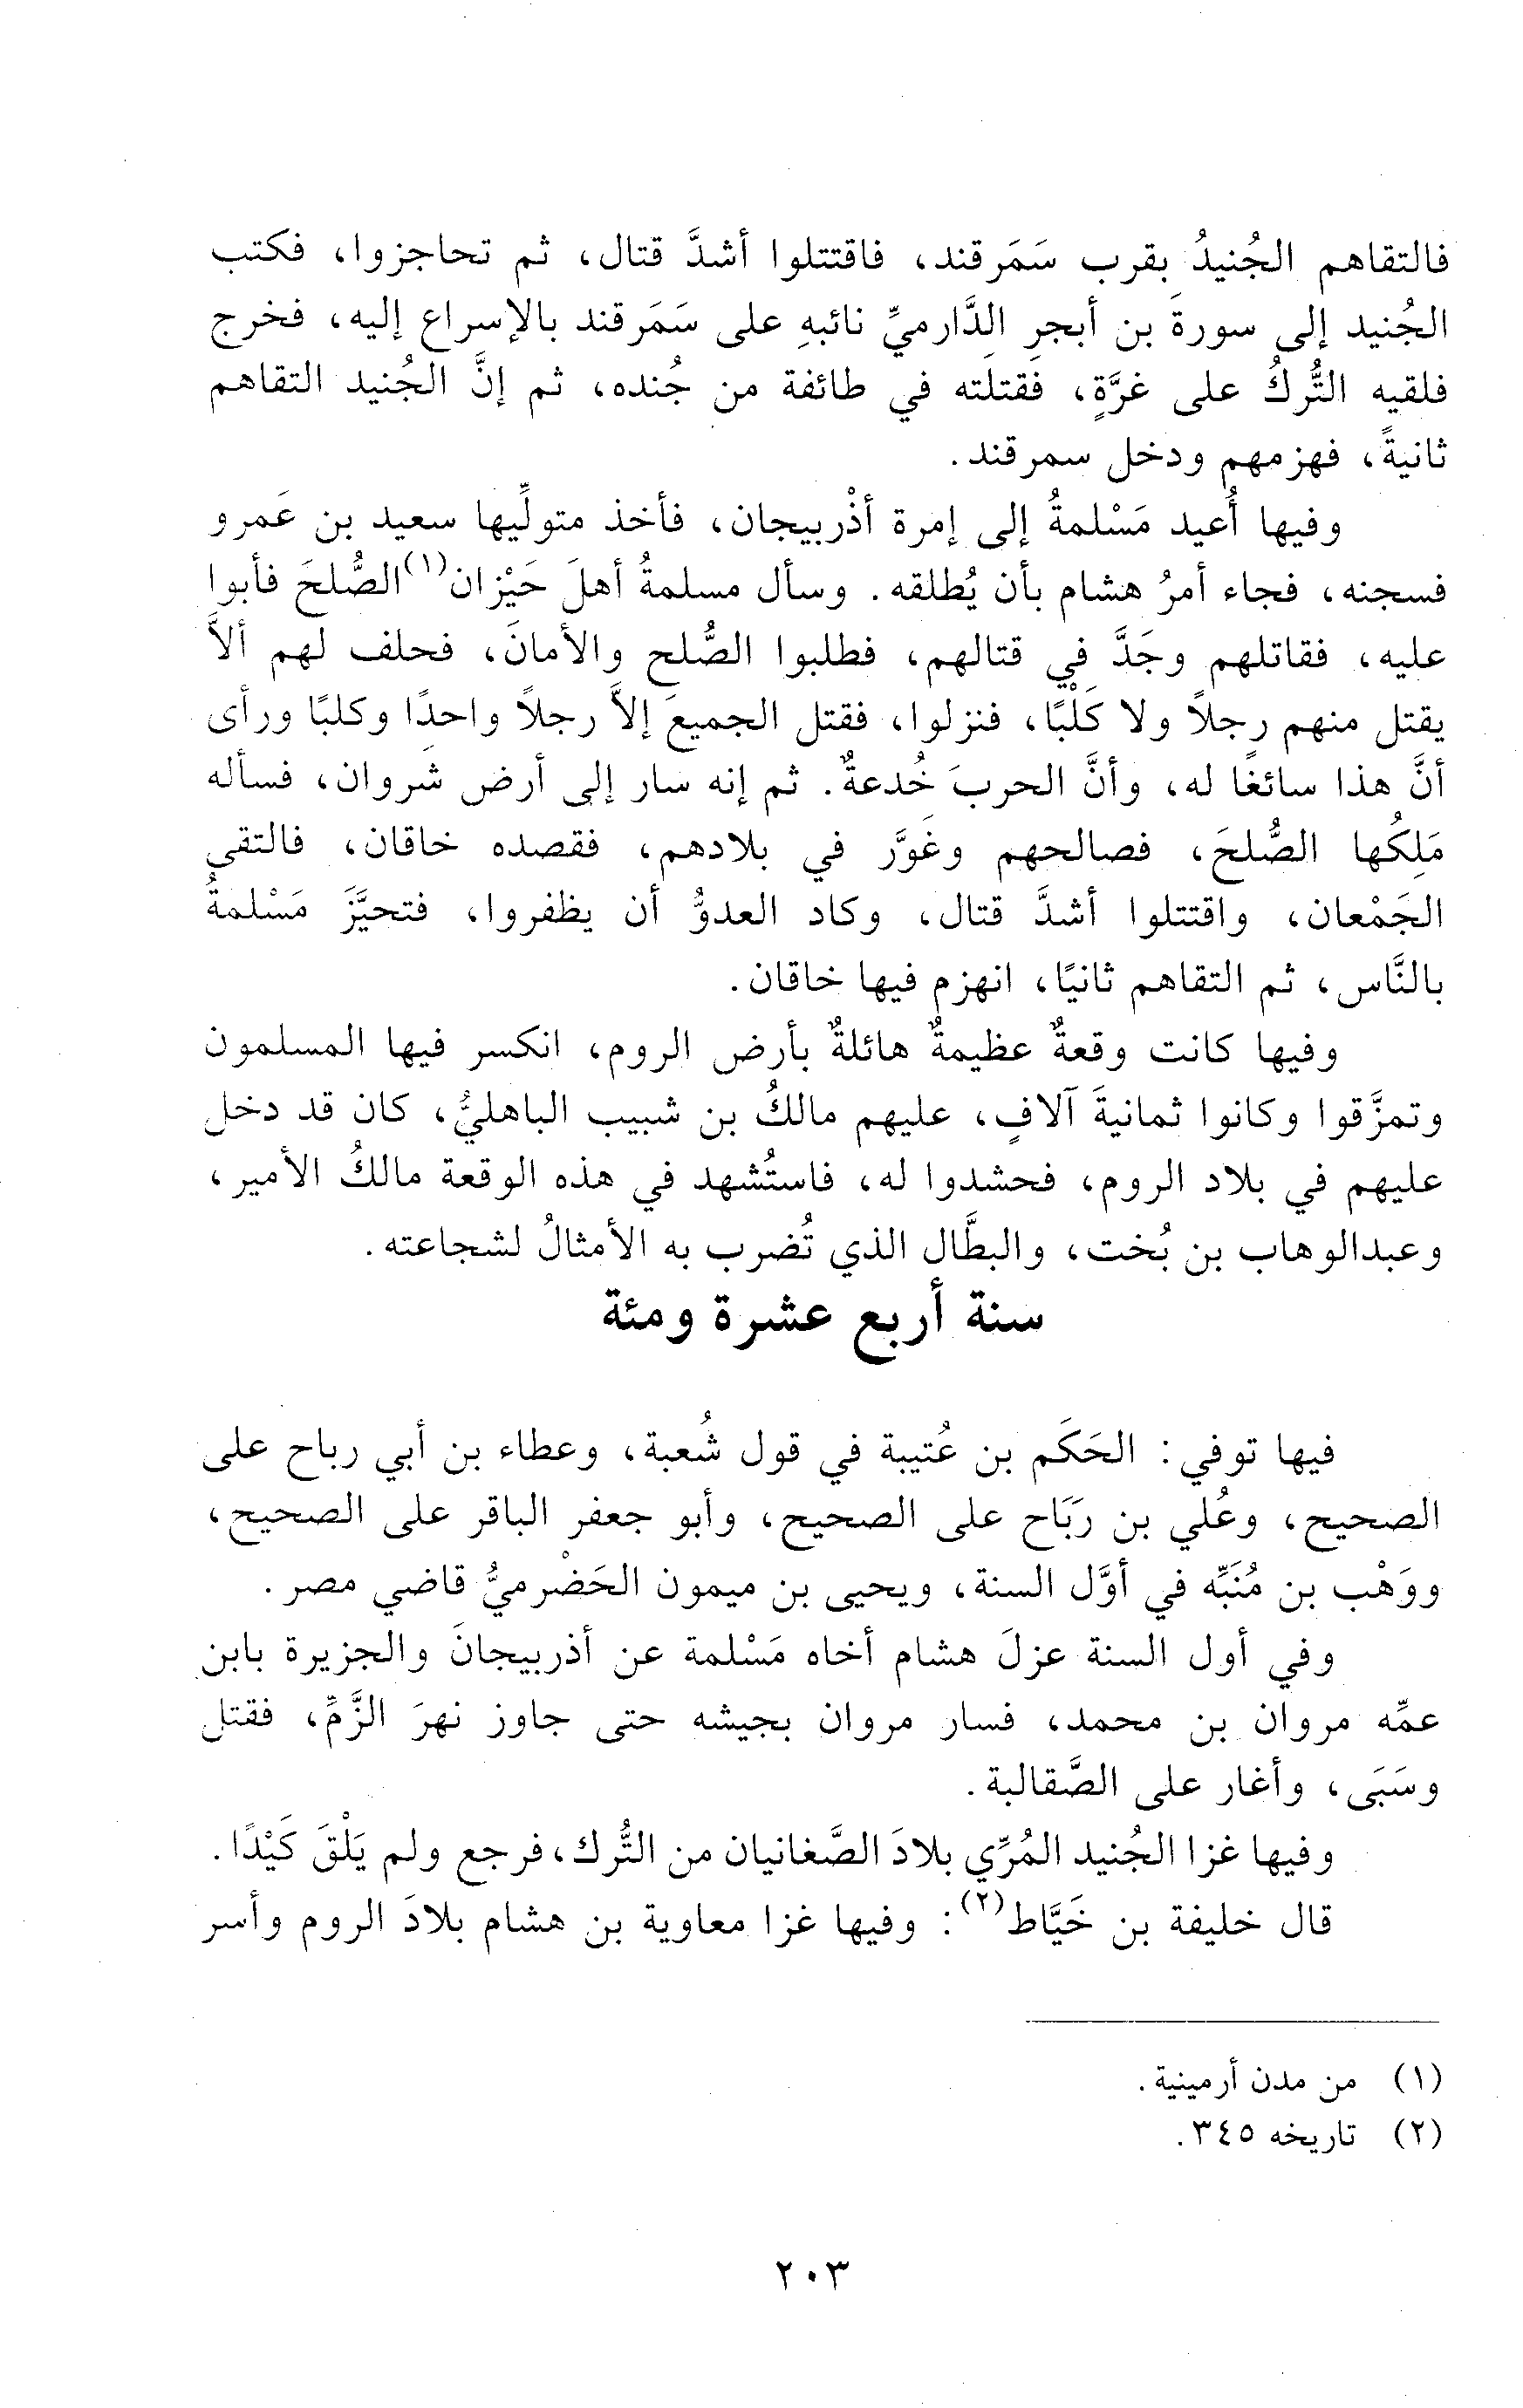 فالتقاهم الجُنيدُ بقرب سَمَرقند، فاقتتلوا أشدَّ قتال، ثم تحاجزوا، فكتب
الجُنيد إلى سورةَ بن أبجرِ الدَّارميِّ نائبهِ على سَمَرقند بالإسراع إليه، فخرج
فلقيه التُّركُ على غرَّةٍ، فقتلَته في طائفة من جُنده، ثم إنَّ الجُنيد التقاهم
ثانيةً، فهزمهم ودخل سمرقند.
وفيها أُعيد مَسْلمةُ إلى إمرة أذْربيجان، فأخذ متولِّيها سعيد بن عَمرو
فسجنه، فجاء أمرُ هشام بأن يُطلقه. وسأل مسلمةُ أهلَ حَيْزان(١) الصُّلحَ فأبوا
عليه، فقاتلهم وجَدَّ في قتالهم، فطلبوا الصُّلح والأمانَ، فحلف لهم ألاَّ
يقتل منهم رجلاً ولا كَلْبًا، فنزلوا، فقتل الجميعَ إلاَّ رجلاً واحدًا وكلبًا ورأى
أنَّ هذا سائغًا له، وأنَّ الحربَ خُدعةٌ. ثم إنه سار إلى أرض شَروان، فسأله
مَلِكُها الصُّلحَ، فصالحهم وغَوَّر في بلادهم، فقصده خاقان، فالتقى
الجَمْعان، واقتتلوا أشدَّ قتال، وكاد العدوُّ أن يظفروا، فتحيَّزَ مَسْلمةُ
بالنَّاس، ثم التقاهم ثانيًا، انهزم فيها خاقان.
وفيها كانت وقعةٌ عظيمةٌ هائلةٌ بأرض الروم، انكسر فيها المسلمون
وتمزَّقوا وكانوا ثمانيةَ آلافٍ، عليهم مالكُ بن شبيب الباهليُّ، كان قد دخل
عليهم في بلاد الروم، فحشدوا له، فاستُشهد في هذه الوقعة مالكُ الأمير،
وعبدالوهاب بن بُخت، والبطَّال الذي تُضرب به الأمثالُ لشجاعته.
سنة أربع عشرة ومئة
فيها توفي: الحَكَم بن عُتيبة في قول شُعبة، وعطاء بن أبي رباح على
الصحيح، وعُلي بن رَبَاح على الصحيح، وأبو جعفر الباقر على الصحيح،
ووَهْب بن مُنَبِّه في أوَّل السنة، ويحيى بن ميمون الحَضْرميُّ قاضي مصر.
وفي أول السنة عزلَ هشام أخاه مَسْلمة عن أذربيجانَ والجزيرة بابن
عمِّه مروان بن محمد، فسار مروان بجيشه حتى جاوز نهرَ الزَّمِّ، فقتل
وسَبَى، وأغار على الصَّقالبة.
وفيها غزا الجُنيد المُرِّي بلادَ الصَّغانيان من التُّرك، فرجع ولم يَلْقَ كَيْدًا.
قال خليفة بن خَيَّاط(٢): وفيها غزا معاوية بن هشام بلادَ الروم وأسر
(١) من مدن أرمينية.
(٢) تاريخه ٣٤٥.
٢٠٣